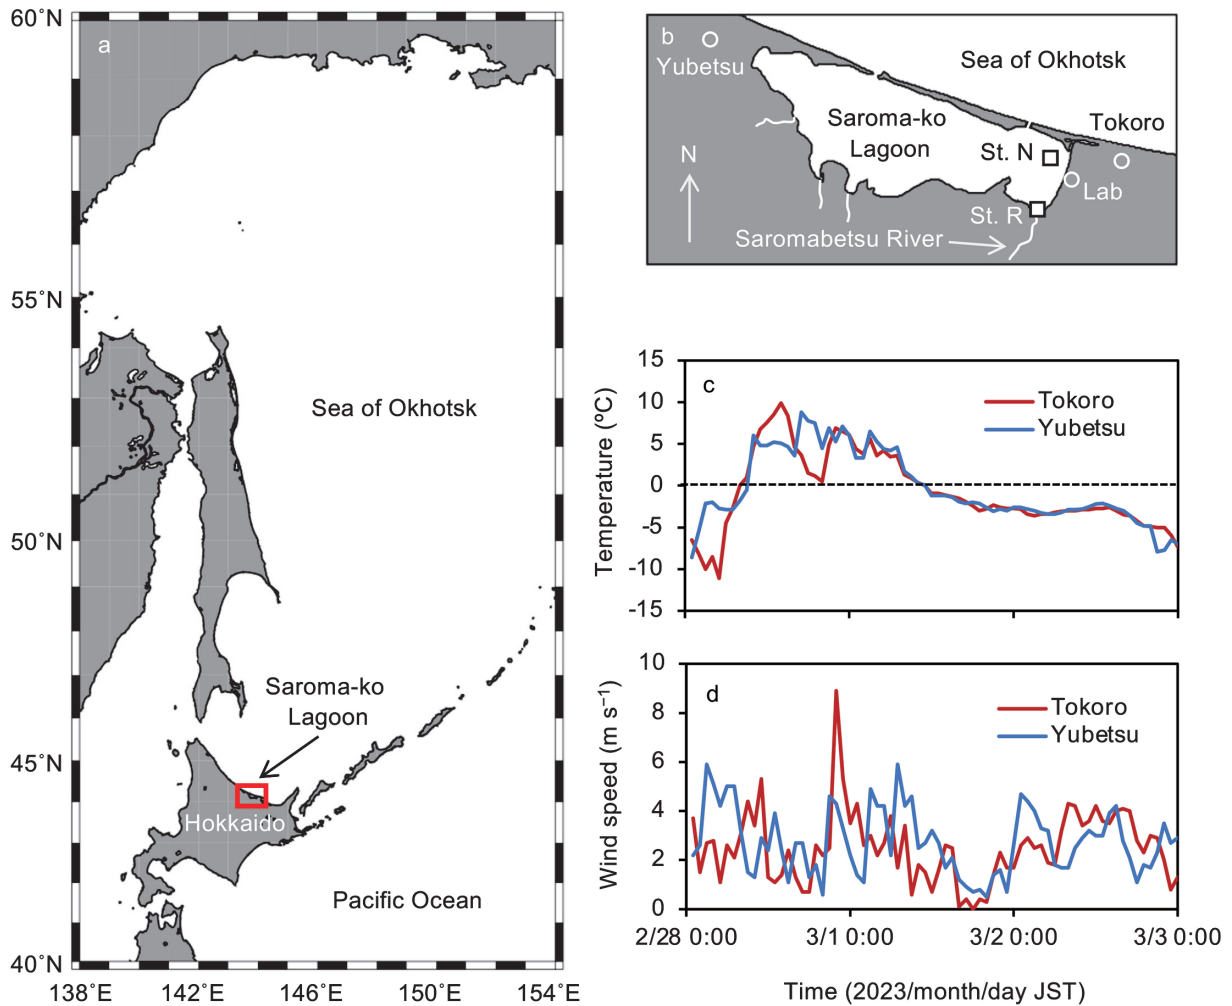 60°N
55°N
50°N
45°N
40°N
138°E
142°E
146°E
150°E
154°E
a
Sea of Okhotsk
Saroma-ko
Lagoon
Hokkaido
Pacific Ocean
b
Yubetsu
Sea of Okhotsk
Saroma-ko
Lagoon
Tokoro
St. N
N
Lab
St. R
Saromabetsu River
c
Temperature (ºC)
15
10
5
0
-5
-10
-15
Tokoro
Yubetsu
d
Wind speed (m s⁻¹)
10
8
6
4
2
0
Tokoro
Yubetsu
2/28 0:00
3/1 0:00
3/2 0:00
3/3 0:00
Time (2023/month/day JST)